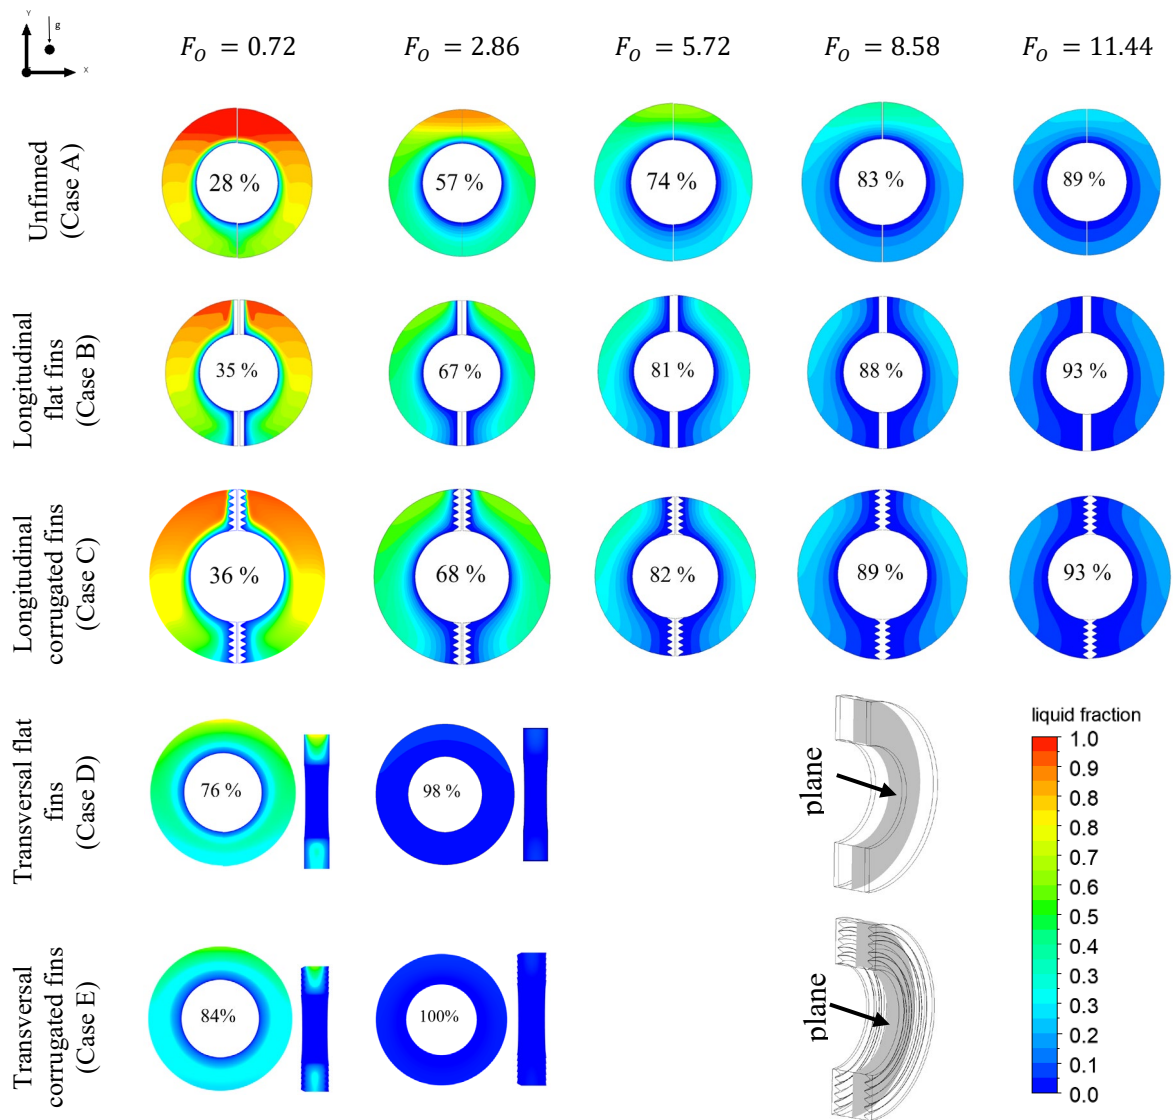 Y
g
X
F_O = 0.72
F_O = 2.86
F_O = 5.72
F_O = 8.58
F_O = 11.44
Unfinned
(Case A)
28 %
57 %
74 %
83 %
89 %
Longitudinal
flat fins
(Case B)
35 %
67 %
81 %
88 %
93 %
Longitudinal
corrugated fins
(Case C)
36 %
68 %
82 %
89 %
93 %
Transversal flat
fins
(Case D)
76 %
98 %
plane
Transversal
corrugated fins
(Case E)
84%
100%
plane
liquid fraction
1.0
0.9
0.8
0.7
0.6
0.5
0.4
0.3
0.2
0.1
0.0